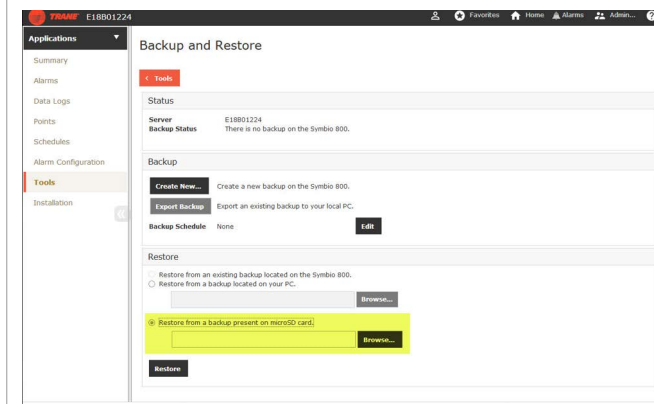 TRANE E18801224
Favorites Home Alarms Admin...
Applications
Summary
Alarms
Data Logs
Points
Schedules
Alarm Configuration
Tools
Installation
Backup and Restore
Tools
Status
Server E18801224
Backup Status There is no backup on the Symbio 800.
Backup
Create New... Create a new backup on the Symbio 800.
Export Backup Export an existing backup to your local PC.
Backup Schedule None Edit
Restore
Restore from an existing backup located on the Symbio 800.
Restore from a backup located on your PC.
Browse...
Restore from a backup present on microSD card.
Browse...
Restore